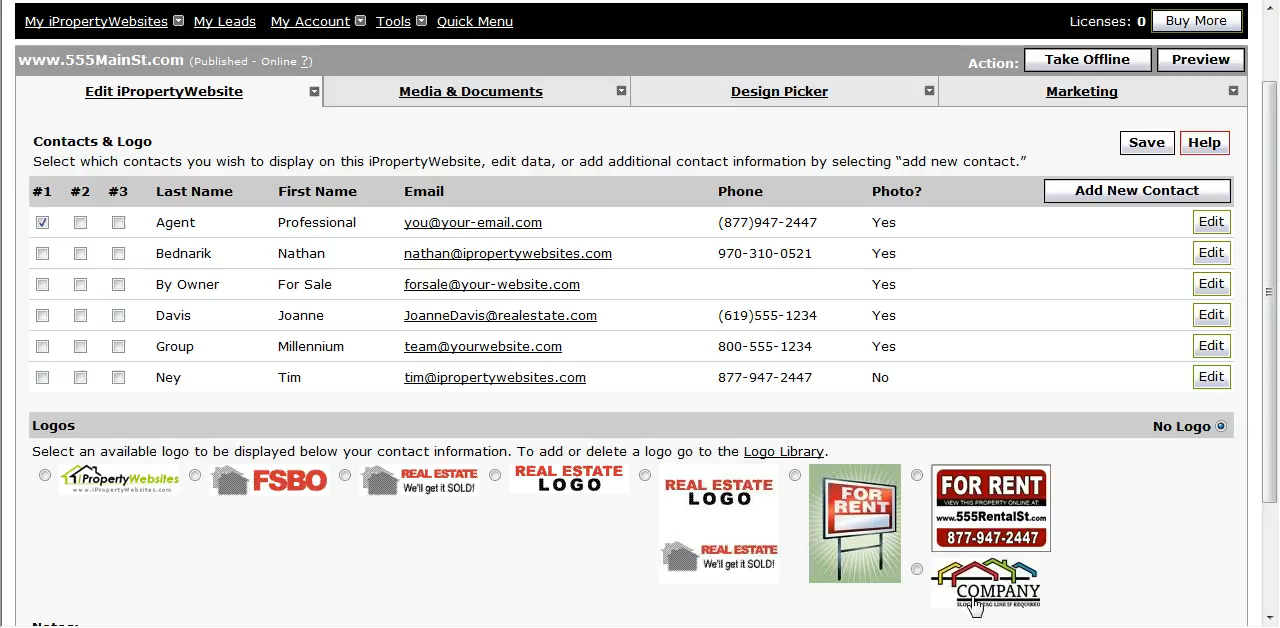 My iPropertyWebsites My Leads My Account Tools Quick Menu Licenses: 0 Buy More
www.555MainSt.com (Published - Online ?) Action: Take Offline Preview
Edit iPropertyWebsite Media & Documents Design Picker Marketing
Contacts & Logo Save Help
Select which contacts you wish to display on this iPropertyWebsite, edit data, or add additional contact information by selecting “add new contact.”
#1 #2 #3 Last Name First Name Email Phone Photo? Add New Contact
Agent Professional you@your-email.com (877)947-2447 Yes Edit
Bednarik Nathan nathan@ipropertywebsites.com 970-310-0521 Yes Edit
By Owner For Sale forsale@your-website.com Yes Edit
Davis Joanne JoanneDavis@realestate.com (619)555-1234 Yes Edit
Group Millennium team@yourwebsite.com 800-555-1234 Yes Edit
Ney Tim tim@ipropertywebsites.com 877-947-2447 No Edit
Logos No Logo
Select an available logo to be displayed below your contact information. To add or delete a logo go to the Logo Library.
iPropertyWebsites
www.iPropertyWebsites.com
FSBO
REAL ESTATE
We'll get it SOLD!
REAL ESTATE
LOGO
REAL ESTATE
LOGO
REAL ESTATE
We'll get it SOLD!
FOR
RENT
FOR RENT
VIEW THIS PROPERTY ONLINE AT
www.555RentalSt.com
877-947-2447
COMPANY
TAG LINE IF REQUIRED